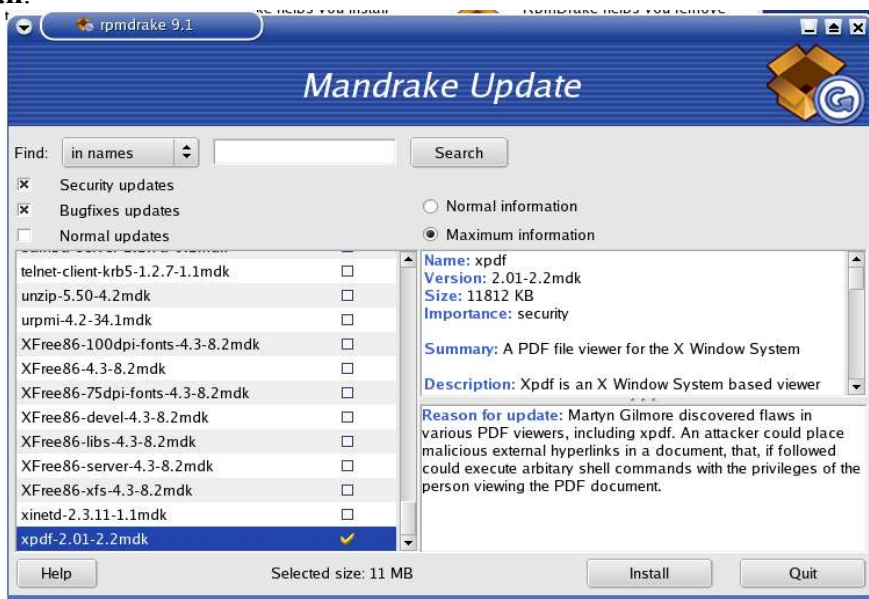 rpmdrake 9.1
Mandrake Update
Find: in names Search
Security updates
Bugfixes updates
Normal updates
Normal information
Maximum information
telnet-client-krb5-1.2.7-1.1mdk
unzip-5.50-4.2mdk
urpmi-4.2-34.1mdk
XFree86-100dpi-fonts-4.3-8.2mdk
XFree86-4.3-8.2mdk
XFree86-75dpi-fonts-4.3-8.2mdk
XFree86-devel-4.3-8.2mdk
XFree86-libs-4.3-8.2mdk
XFree86-server-4.3-8.2mdk
XFree86-xfs-4.3-8.2mdk
xinetd-2.3.11-1.1mdk
xpdf-2.01-2.2mdk
Name: xpdf
Version: 2.01-2.2mdk
Size: 11812 KB
Importance: security
Summary: A PDF file viewer for the X Window System
Description: Xpdf is an X Window System based viewer
Reason for update: Martyn Gilmore discovered flaws in
various PDF viewers, including xpdf. An attacker could place
malicious external hyperlinks in a document, that, if followed
could execute arbitary shell commands with the privileges of the
person viewing the PDF document.
Help Selected size: 11 MB Install Quit